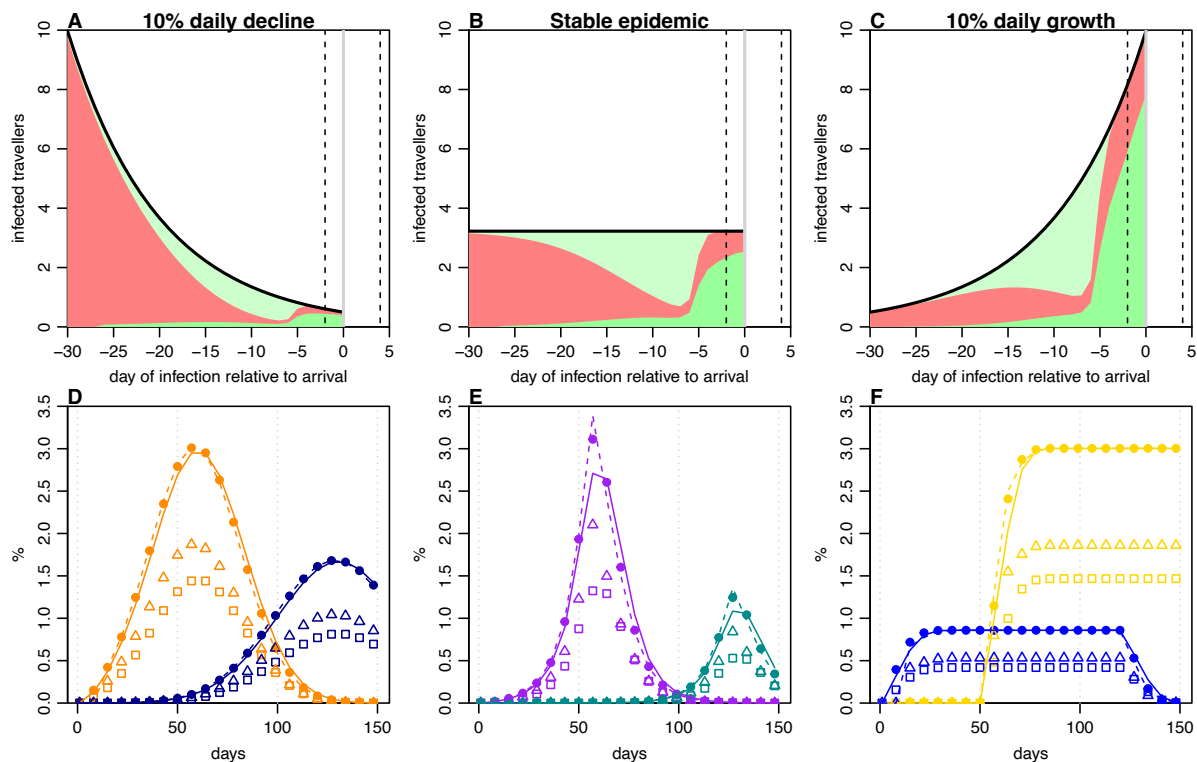 A 10% daily decline
B Stable epidemic
C 10% daily growth
infected travellers
0 2 4 6 8 10
−30 −25 −20 −15 −10 −5 0 5
day of infection relative to arrival
infected travellers
0 2 4 6 8 10
−30 −25 −20 −15 −10 −5 0 5
day of infection relative to arrival
infected travellers
0 2 4 6 8 10
−30 −25 −20 −15 −10 −5 0 5
day of infection relative to arrival
D
%
0.0 0.5 1.0 1.5 2.0 2.5 3.0 3.5
0 50 100 150
days
E
%
0.0 0.5 1.0 1.5 2.0 2.5 3.0 3.5
0 50 100 150
days
F
%
0.0 0.5 1.0 1.5 2.0 2.5 3.0 3.5
0 50 100 150
days